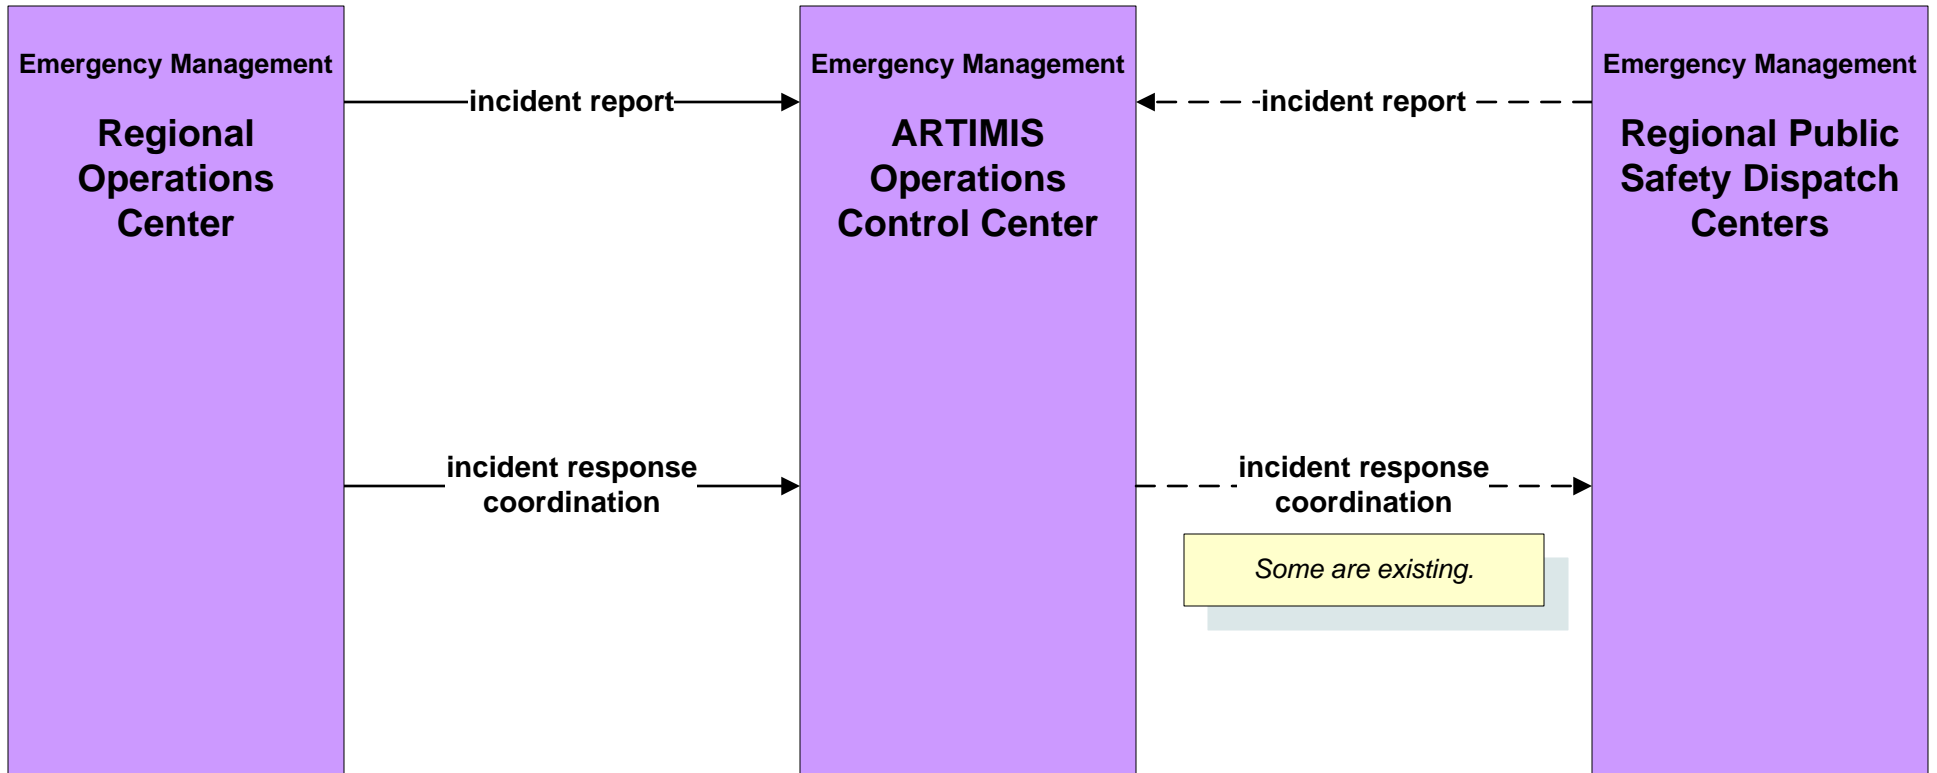 Emergency Management
Regional
Operations
Center
incident report
incident response
coordination
Emergency Management
ARTIMIS
Operations
Control Center
incident report
incident response
coordination
Some are existing.
Emergency Management
Regional Public
Safety Dispatch
Centers